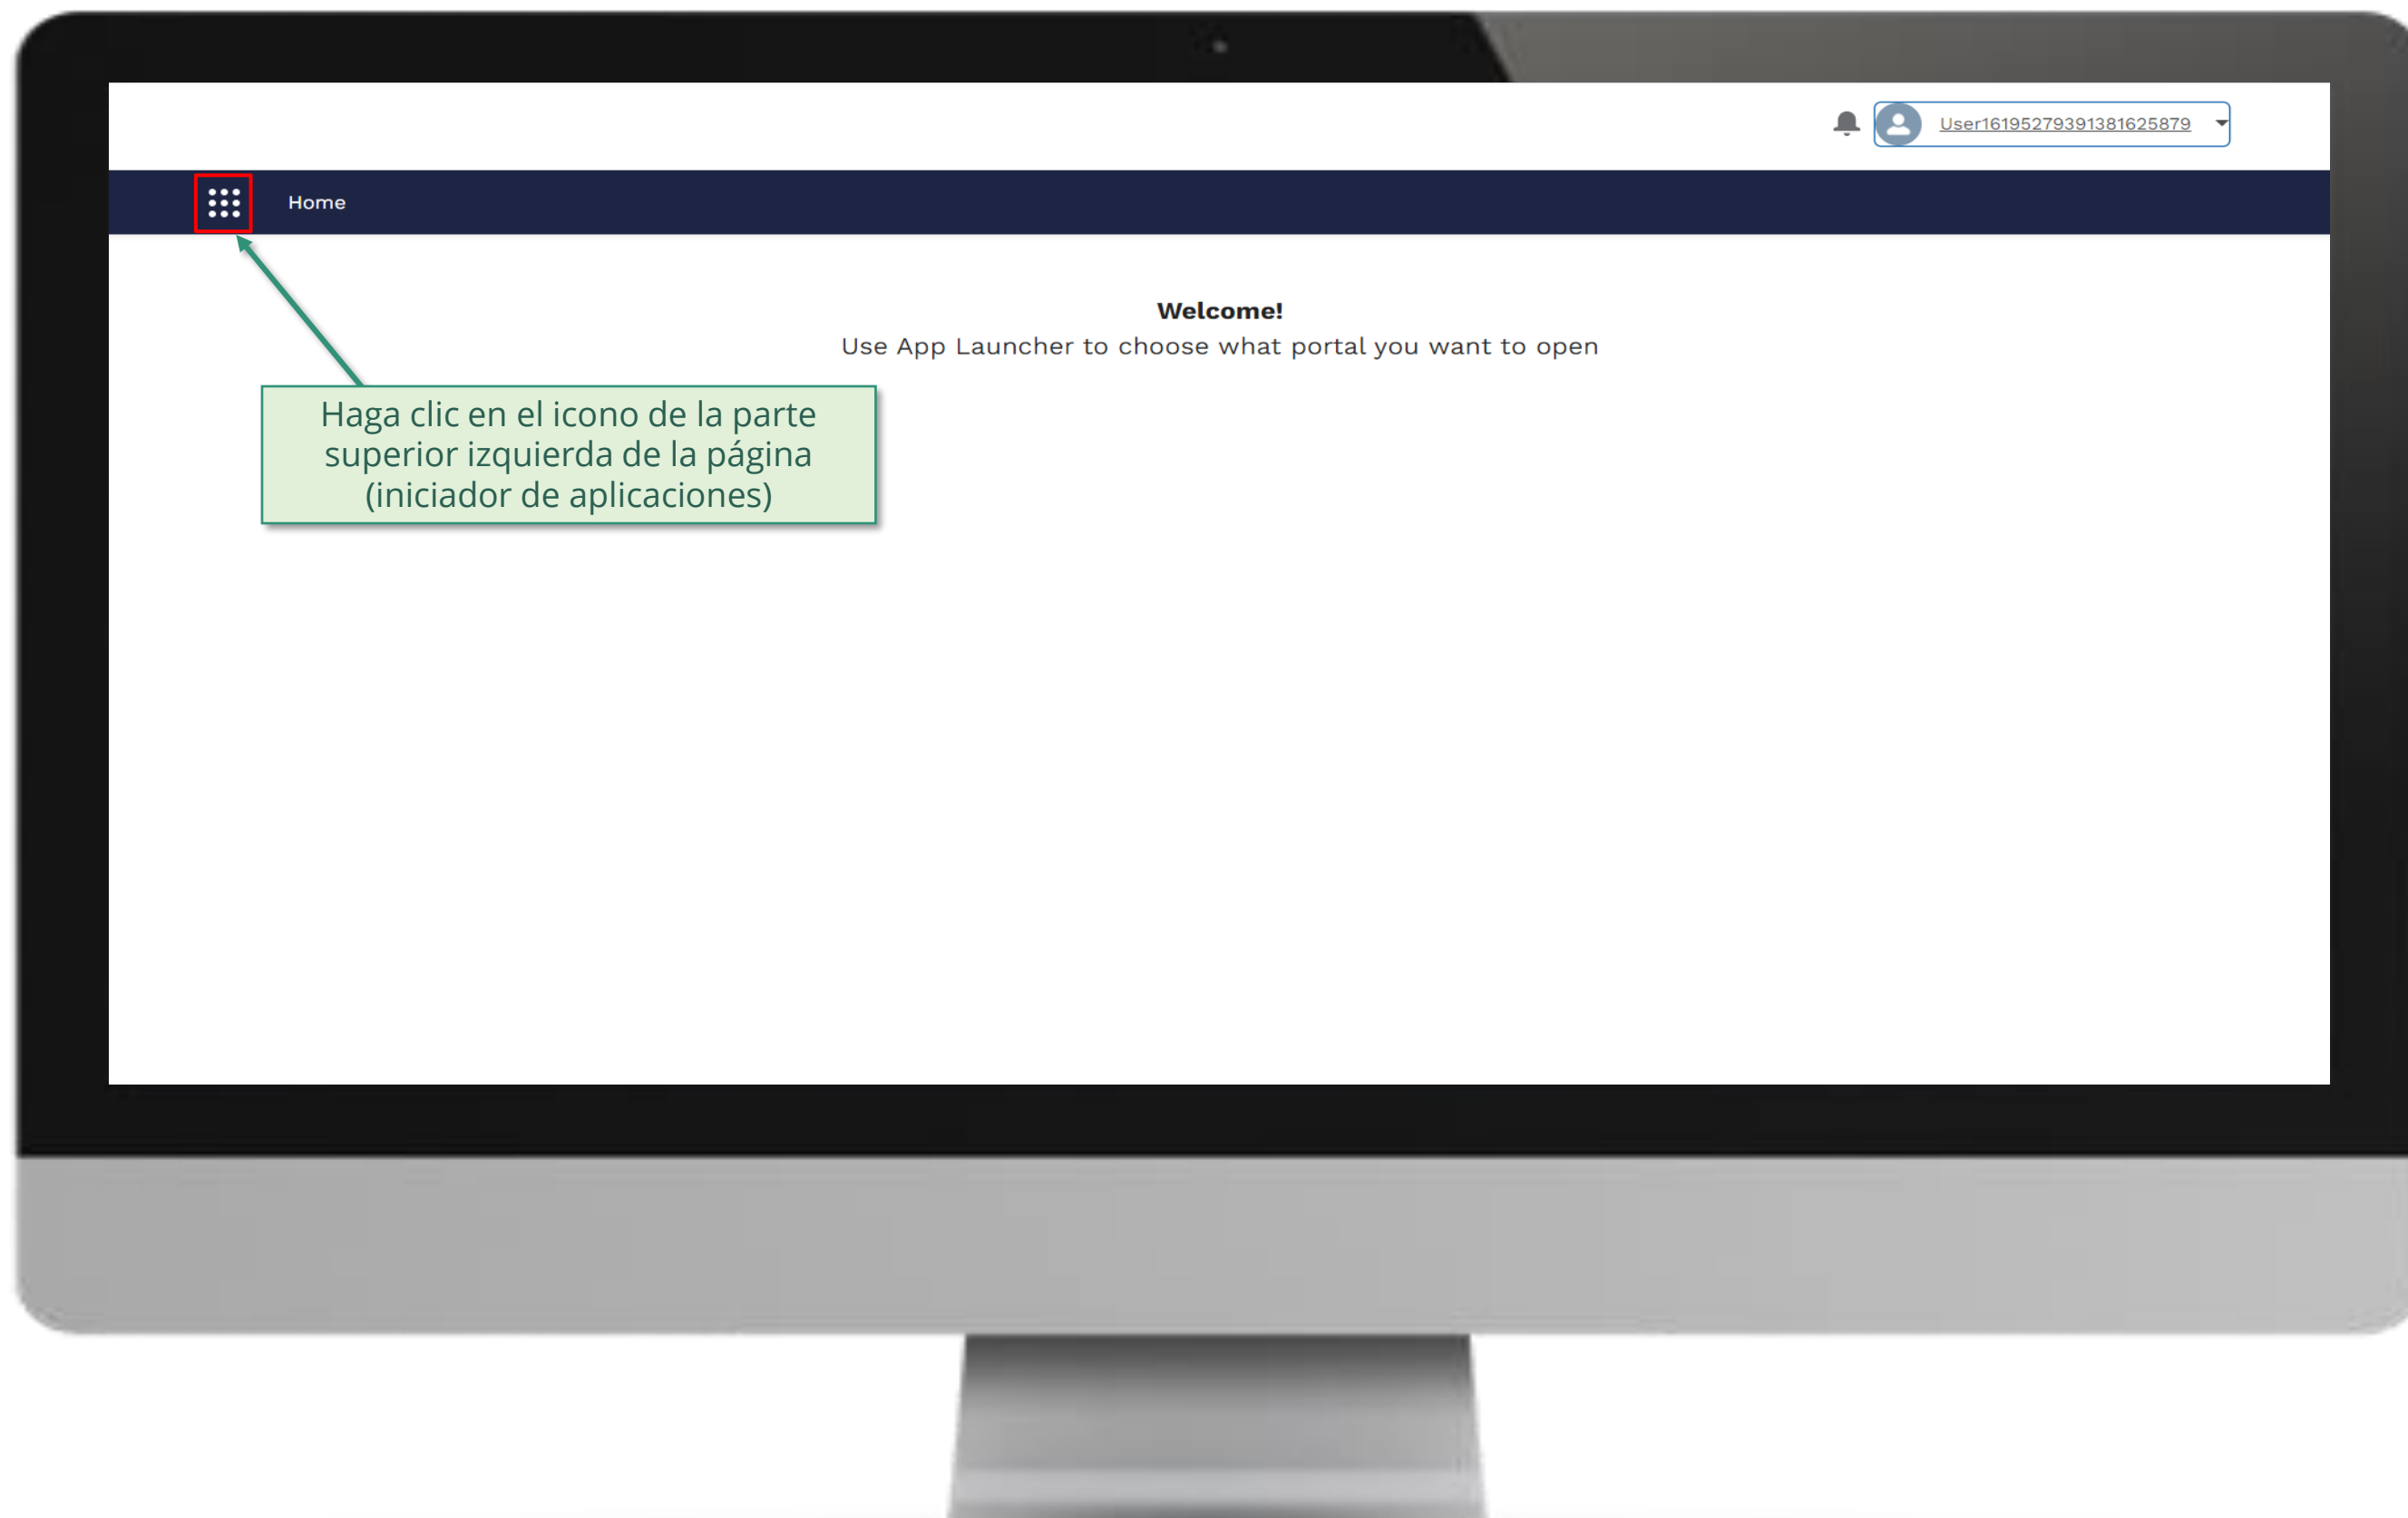 User16195279391381625879
Home
Welcome!
Use App Launcher to choose what portal you want to open
Haga clic en el icono de la parte
superior izquierda de la página
(iniciador de aplicaciones)